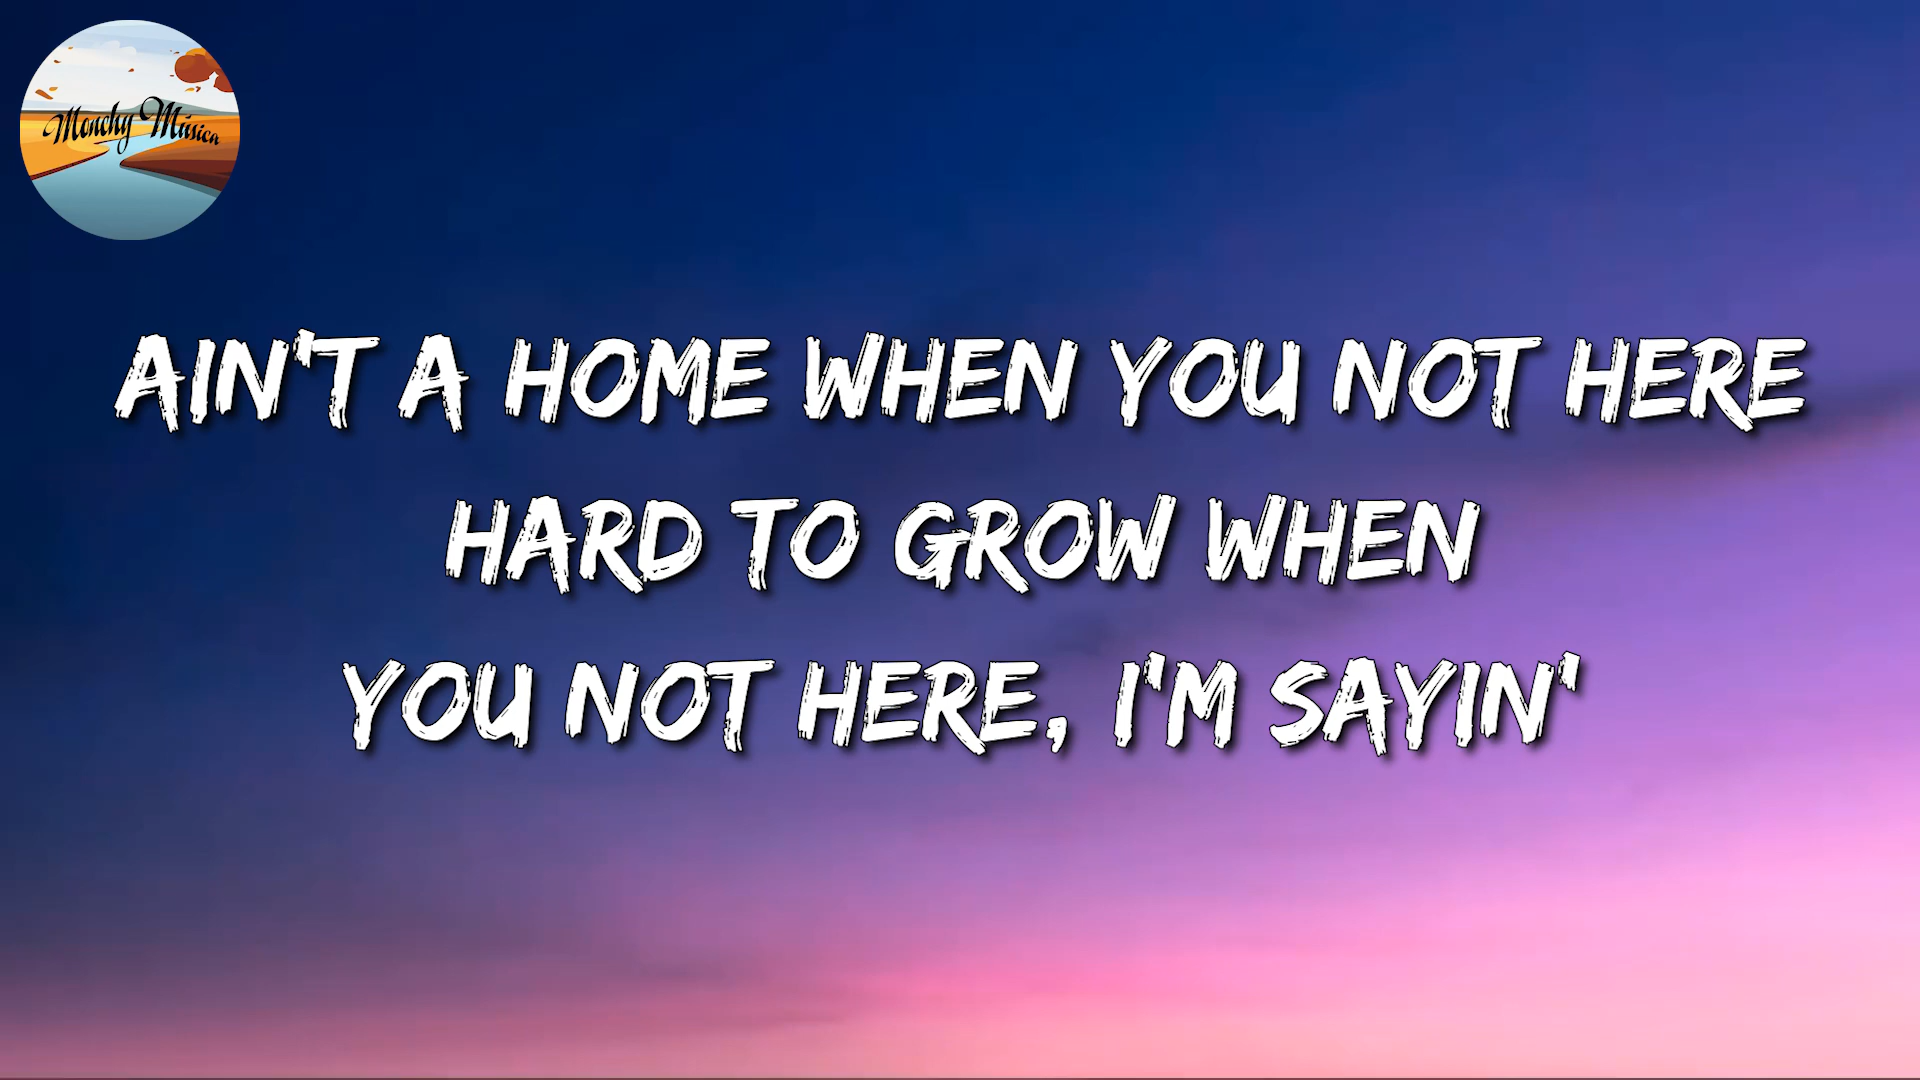 Monchy Música
AIN'T A HOME WHEN YOU NOT HERE
HARD TO GROW WHEN
YOU NOT HERE, I'M SAYIN'